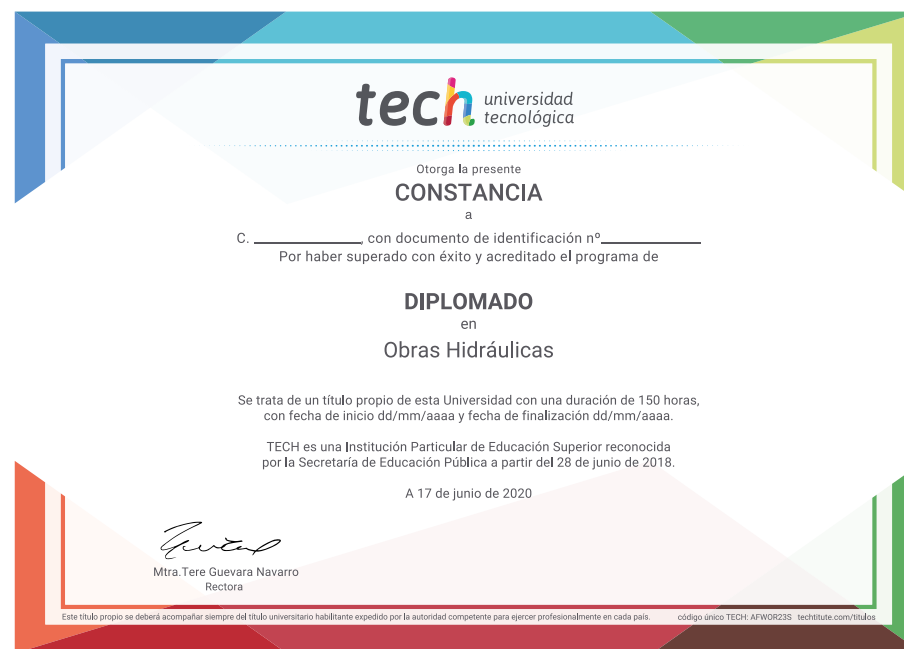 tech universidad
tecnológica
Otorga la presente
CONSTANCIA
a
C. ______________, con documento de identificación nº______________
Por haber superado con éxito y acreditado el programa de
DIPLOMADO
en
Obras Hidráulicas
Se trata de un título propio de esta Universidad con una duración de 150 horas,
con fecha de inicio dd/mm/aaaa y fecha de finalización dd/mm/aaaa.
TECH es una Institución Particular de Educación Superior reconocida
por la Secretaría de Educación Pública a partir del 28 de junio de 2018.
A 17 de junio de 2020
Mtra.Tere Guevara Navarro
Rectora
Este título propio se deberá acompañar siempre del título universitario habilitante expedido por la autoridad competente para ejercer profesionalmente en cada país. código único TECH: AFWOR23S techtitute.com/titulos